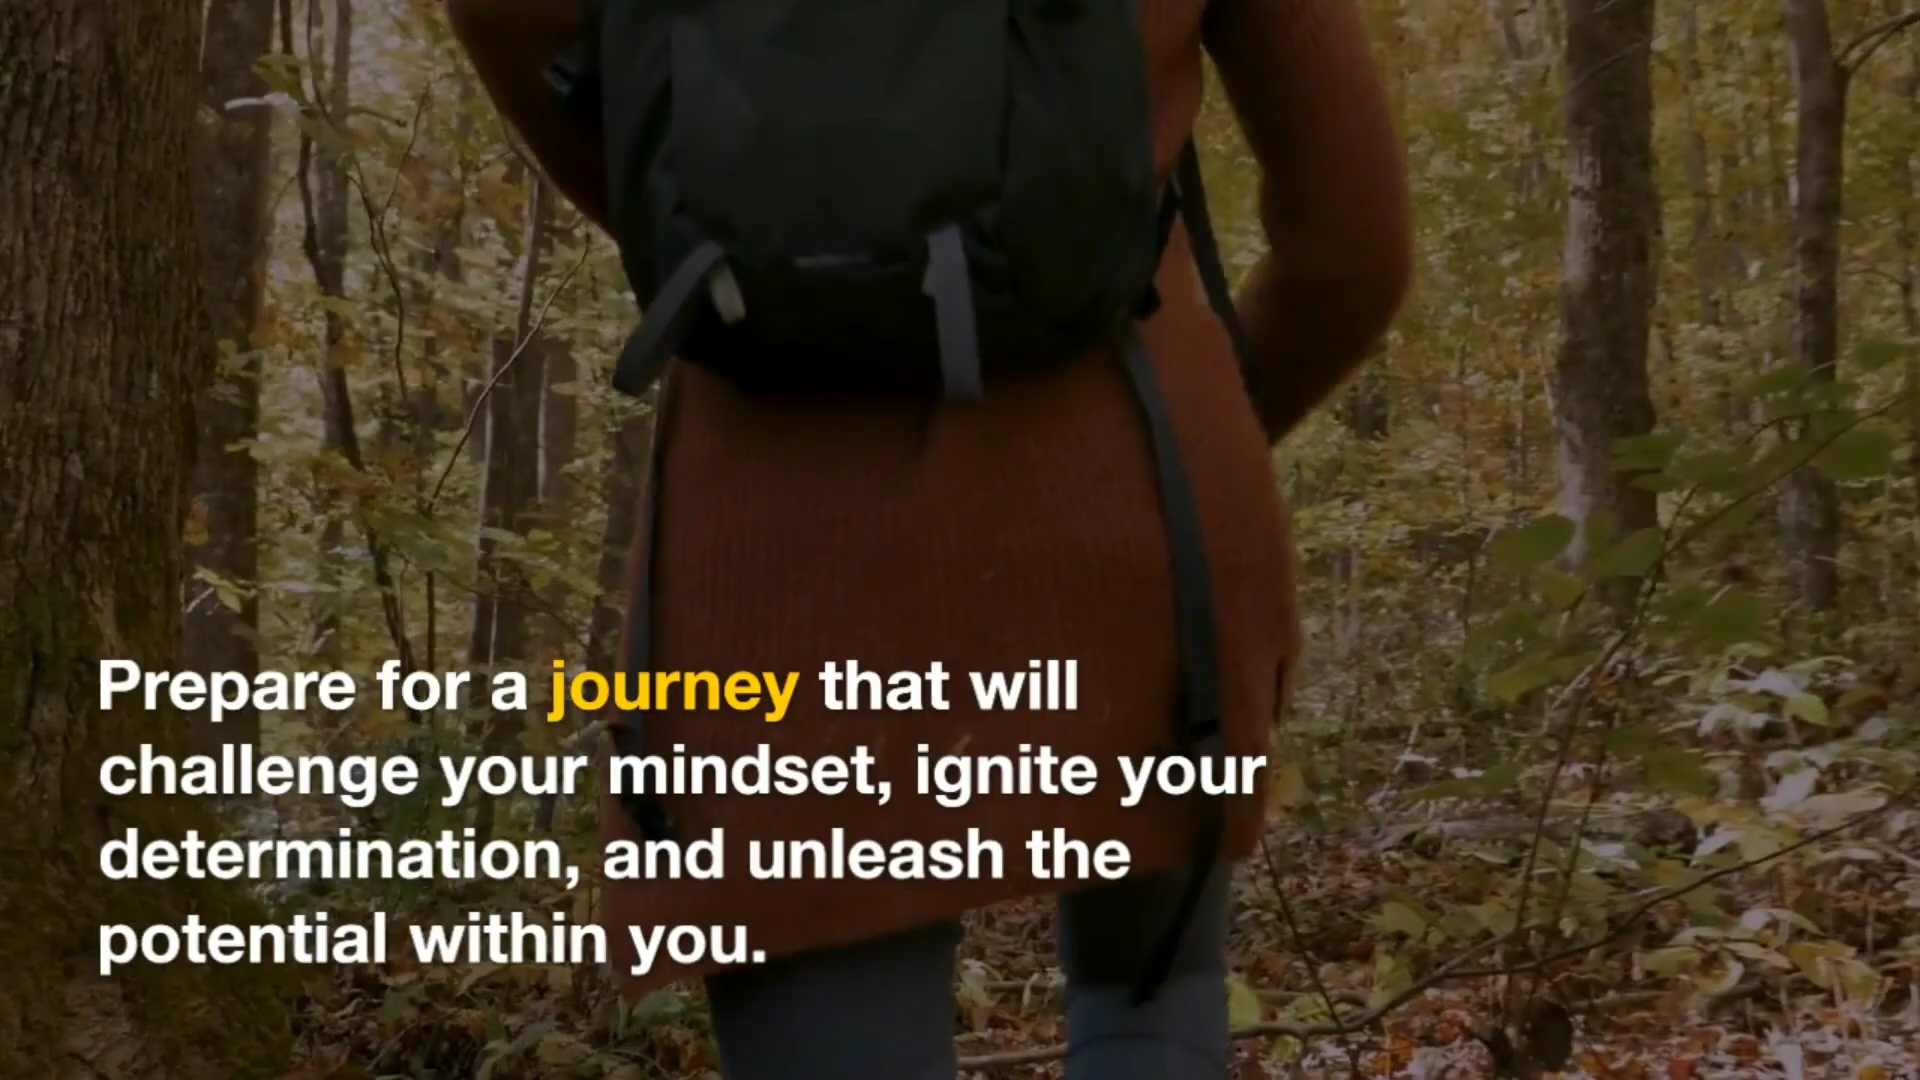 Prepare for a journey that will
challenge your mindset, ignite your
determination, and unleash the
potential within you.